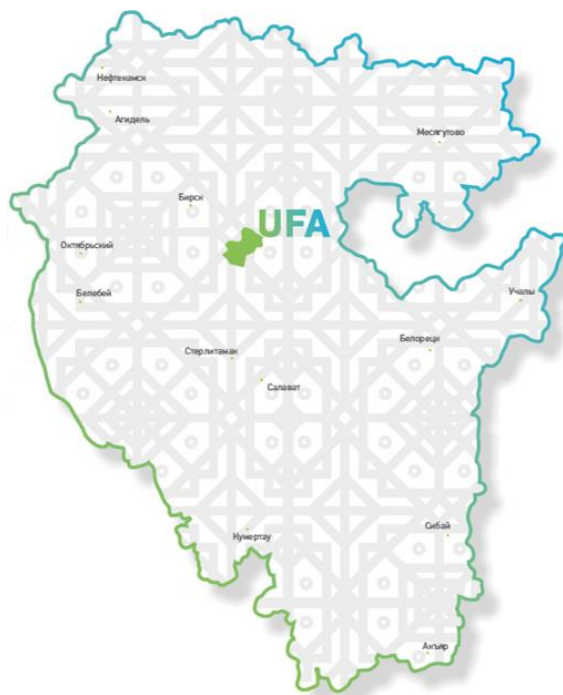 Нефтекамск
Агидель
Месягутово
Бирск
UFA
Октябрьский
Белебей
Учалы
Белорецк
Стерлитамак
Салават
Кумертау
Сибай
Акъяр